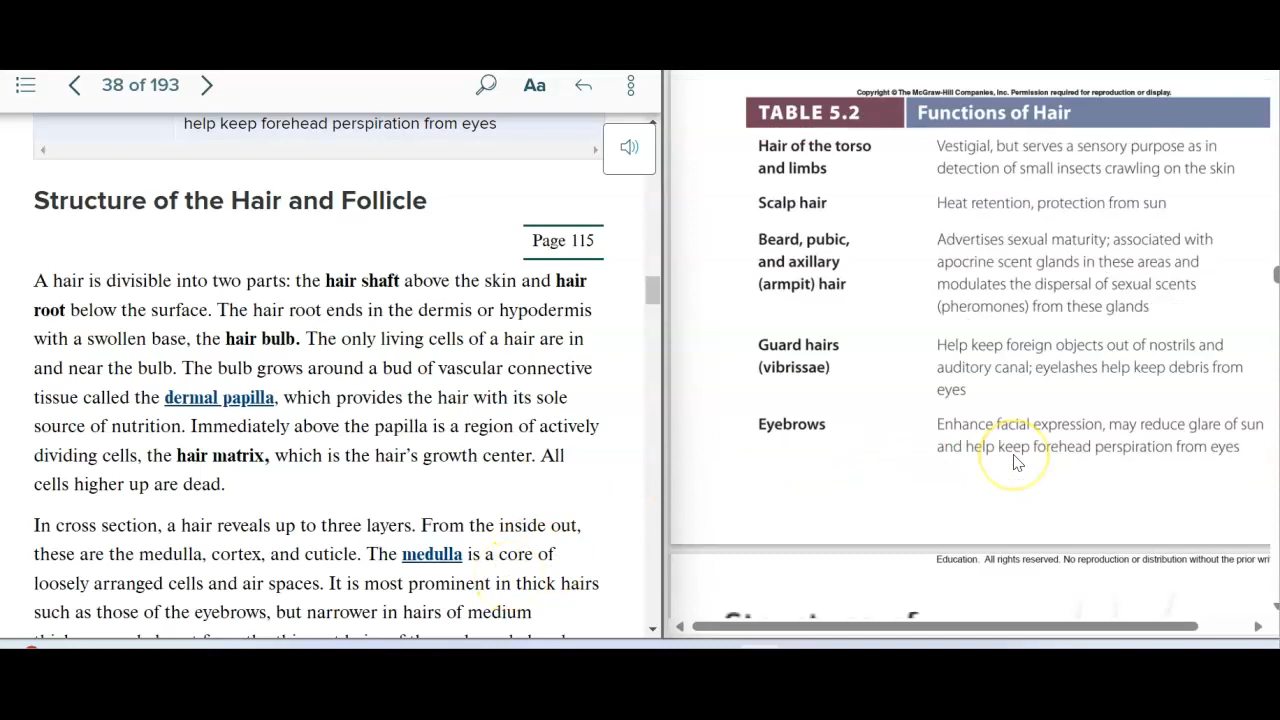 38 of 193
Aa
help keep forehead perspiration from eyes
Structure of the Hair and Follicle
Page 115
A hair is divisible into two parts: the hair shaft above the skin and hair
root below the surface. The hair root ends in the dermis or hypodermis
with a swollen base, the hair bulb. The only living cells of a hair are in
and near the bulb. The bulb grows around a bud of vascular connective
tissue called the dermal papilla, which provides the hair with its sole
source of nutrition. Immediately above the papilla is a region of actively
dividing cells, the hair matrix, which is the hair's growth center. All
cells higher up are dead.
In cross section, a hair reveals up to three layers. From the inside out,
these are the medulla, cortex, and cuticle. The medulla is a core of
loosely arranged cells and air spaces. It is most prominent in thick hairs
such as those of the eyebrows, but narrower in hairs of medium
Copyright © The McGraw-Hill Companies, Inc. Permission required for reproduction or display.
TABLE 5.2 Functions of Hair
Hair of the torso Vestigial, but serves a sensory purpose as in
and limbs detection of small insects crawling on the skin
Scalp hair Heat retention, protection from sun
Beard, pubic, Advertises sexual maturity; associated with
and axillary apocrine scent glands in these areas and
(armpit) hair modulates the dispersal of sexual scents
(pheromones) from these glands
Guard hairs Help keep foreign objects out of nostrils and
(vibrissae) auditory canal; eyelashes help keep debris from
eyes
Eyebrows Enhance facial expression, may reduce glare of sun
and help keep forehead perspiration from eyes
Education. All rights reserved. No reproduction or distribution without the prior